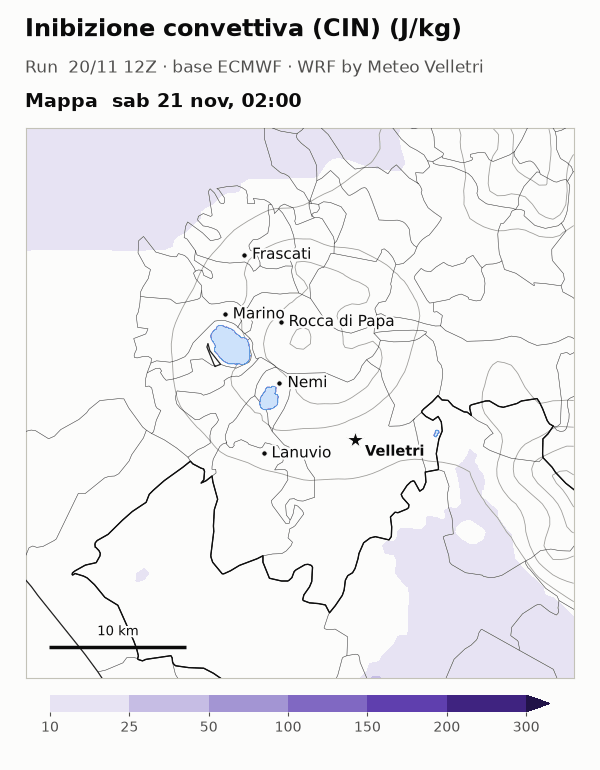 Inibizione convettiva (CIN) (J/kg)
Run  20/11 12Z · base ECMWF · WRF by Meteo Velletri
Mappa  sab 21 nov, 02:00
Frascati
Marino
Rocca di Papa
Nemi
Velletri
Lanuvio
10 km
10 25 50 100 150 200 300